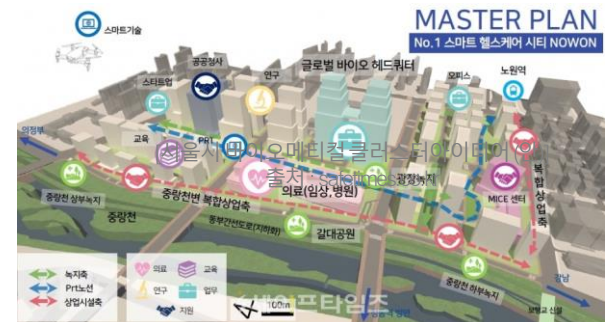 MASTER PLAN
No.1 스마트 헬스케어 시티 NOWON
스마트기술
공공청사
연구
글로벌 바이오 헤드쿼터
오피스
노원역
스타트업
의정부
교육
PRT
서울시 바이오메디컬 클러스터
출처 : safetimes
광장녹지
의료(임상,병원)
복합상업축
MICE 센터
중랑천 상부녹지
중랑천변 복합상업축
중랑천
동부간선도로(지하화)
갈대공원
중랑천 하부녹지
강남
보행교 신설
녹지축
Prt노선
상업시설축
의료
교육
연구
업무
지원
100m
세이프타임즈